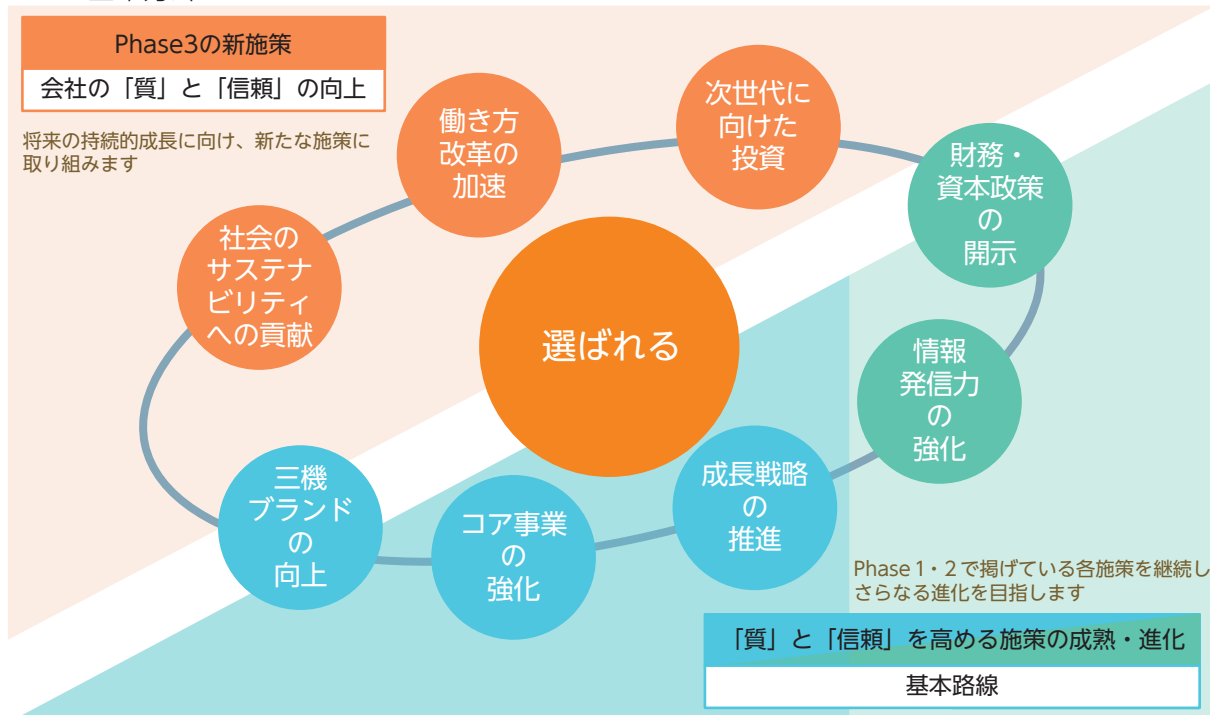 Phase3の新施策
会社の「質」と「信頼」の向上
将来の持続的成長に向け、新たな施策に
取り組みます
働き方
改革の
加速
次世代に
向けた
投資
財務・
資本政策
の
開示
社会の
サステナ
ビリティ
への貢献
選ばれる
情報
発信力
の
強化
三機
ブランド
の
向上
コア事業
の
強化
成長戦略
の
推進
Phase 1・2 で掲げている各施策を継続し
さらなる進化を目指します
「質」と「信頼」を高める施策の成熟・進化
基本路線